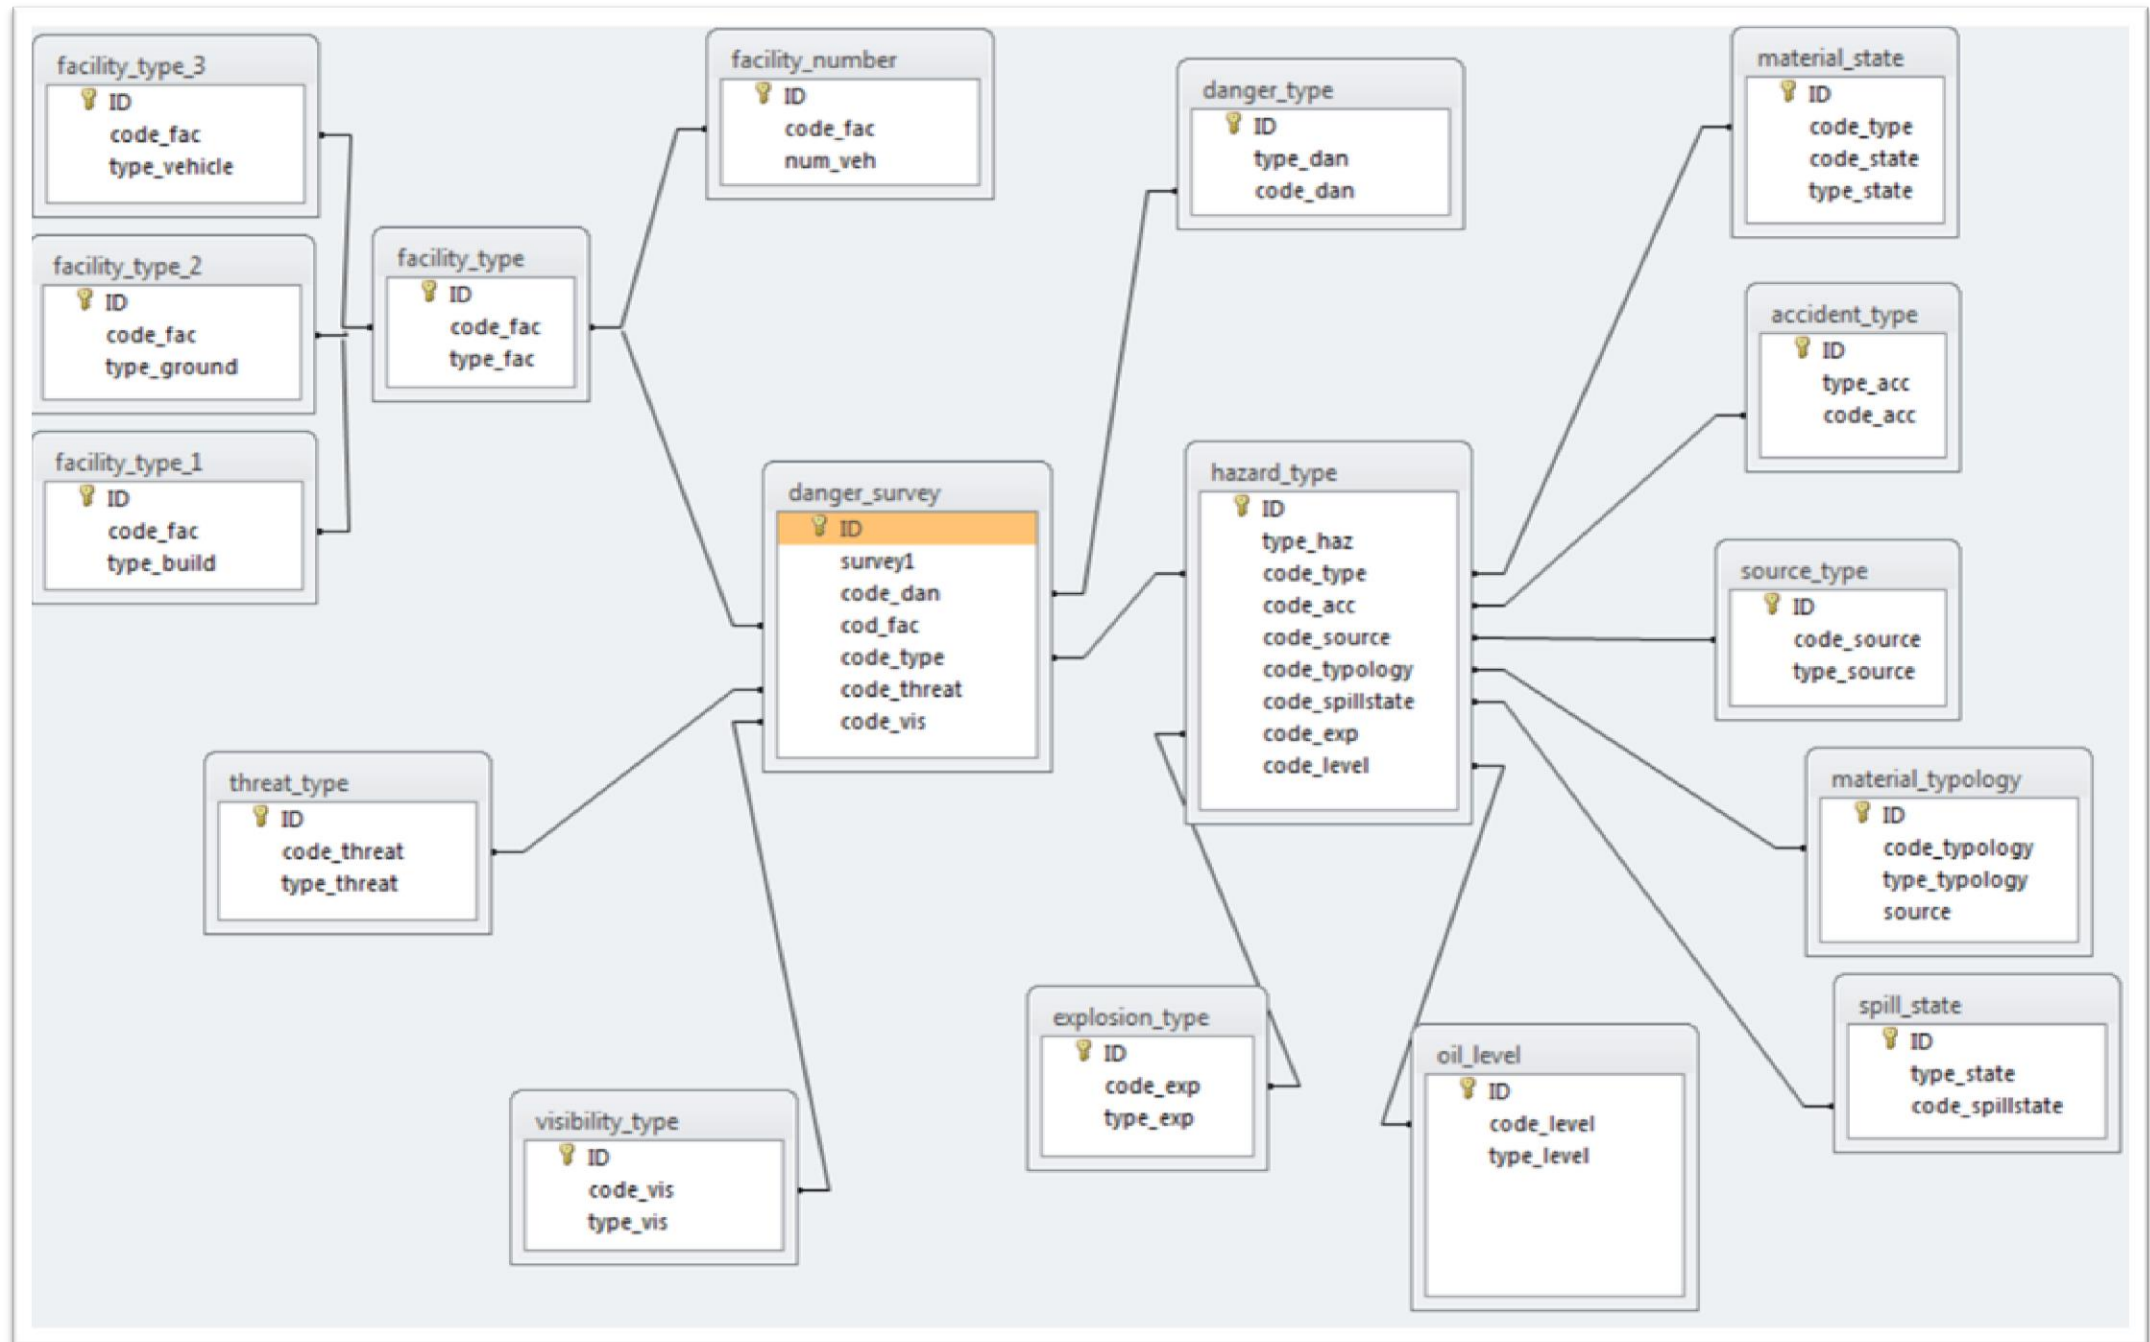 facility_type_3
ID
code_fac
type_vehicle
facility_type_2
ID
code_fac
type_ground
facility_type_1
ID
code_fac
type_build
facility_type
ID
code_fac
type_fac
facility_number
ID
code_fac
num_veh
danger_type
ID
type_dan
code_dan
material_state
ID
code_type
code_state
type_state
accident_type
ID
type_acc
code_acc
danger_survey
ID
survey1
code_dan
cod_fac
code_type
code_threat
code_vis
hazard_type
ID
type_haz
code_type
code_acc
code_source
code_typology
code_spillstate
code_exp
code_level
source_type
ID
code_source
type_source
threat_type
ID
code_threat
type_threat
material_typology
ID
code_typology
type_typology
source
visibility_type
ID
code_vis
type_vis
explosion_type
ID
code_exp
type_exp
oil_level
ID
code_level
type_level
spill_state
ID
type_state
code_spillstate